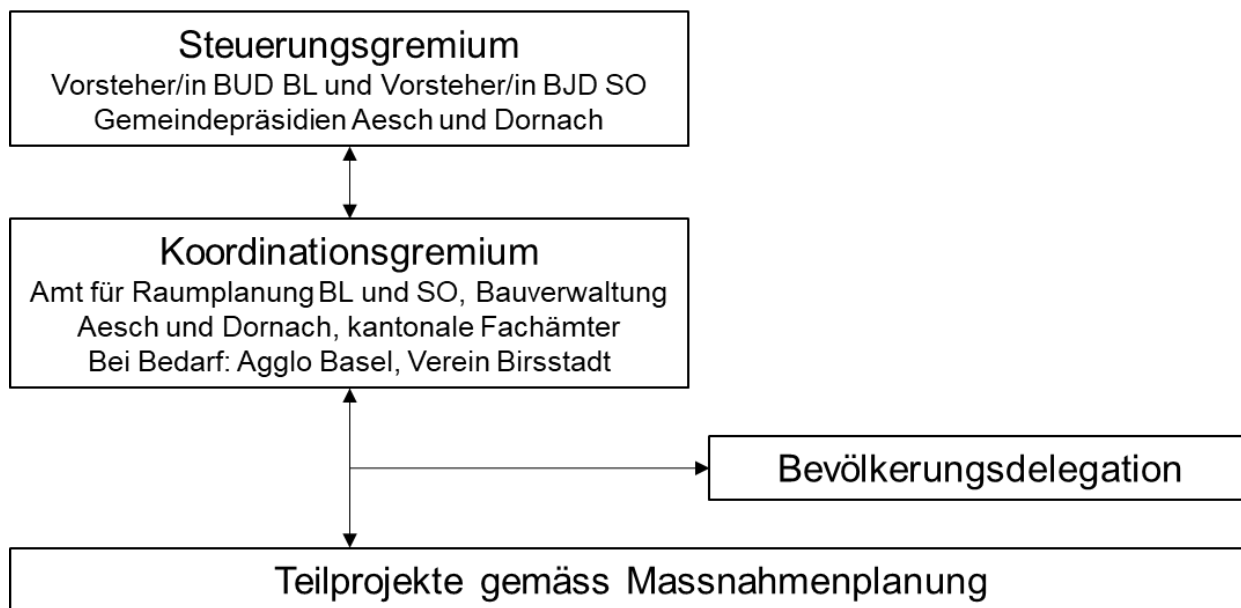 Steuerungsgremium
Vorsteher/in BUD BL und Vorsteher/in BJD SO
Gemeindepräsidien Aesch und Dornach
Koordinationsgremium
Amt für Raumplanung BL und SO, Bauverwaltung
Aesch und Dornach, kantonale Fachämter
Bei Bedarf: Agglo Basel, Verein Birsstadt
Bevölkerungsdelegation
Teilprojekte gemäss Massnahmenplanung